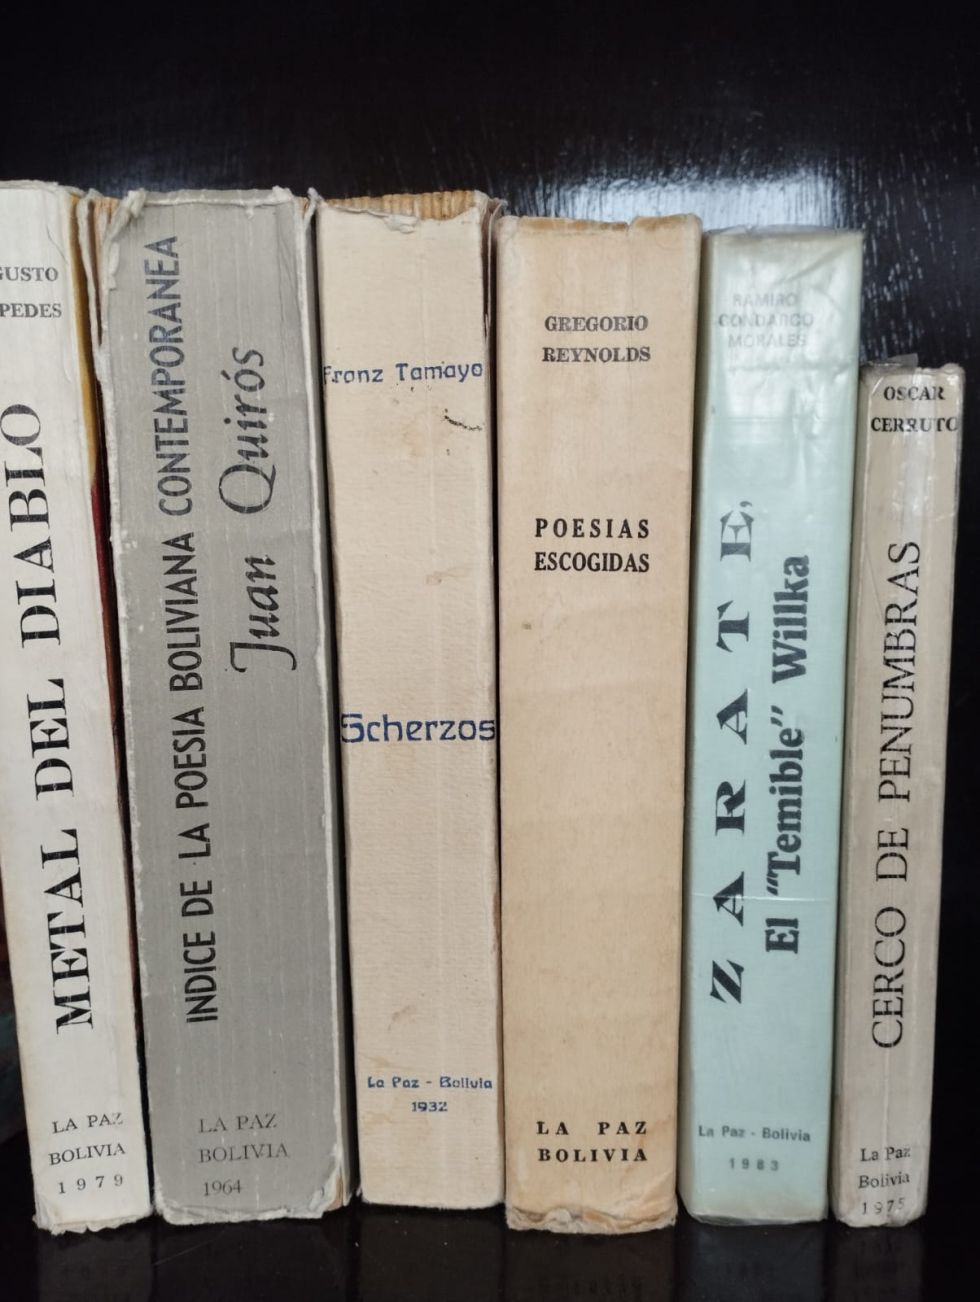 GUSTO
PEDES
METAL DEL DIABLO
LA PAZ
BOLIVIA
1979
INDICE DE LA POESIA BOLIVIANA CONTEMPORANEA
Juan Quirós
LA PAZ
BOLIVIA
1964
Franz Tamayo
Scherzos
La Paz - Bolivia
1932
GREGORIO
REYNOLDS
POESIAS
ESCOGIDAS
LA PAZ
BOLIVIA
RAMIRO
CONDARCO
MORALES
ZARATE,
El "Temible" Willka
La Paz - Bolivia
1983
OSCAR
CERRUTO
CERCO DE PENUMBRAS
La Paz
Bolivia
1975